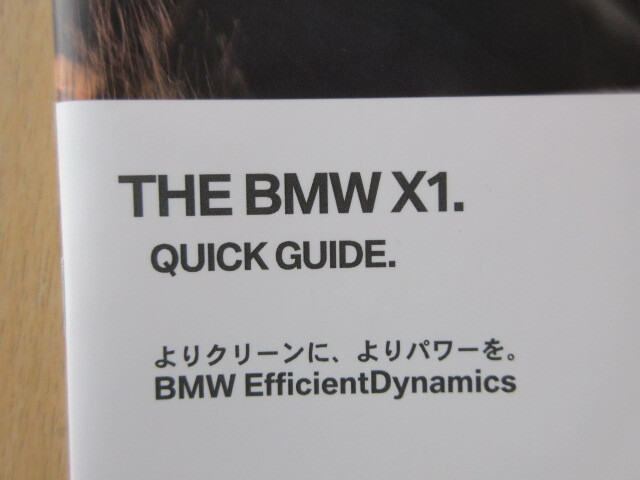 THE BMW X1.
QUICK GUIDE.
よりクリーンに、よりパワーを。
BMW EfficientDynamics